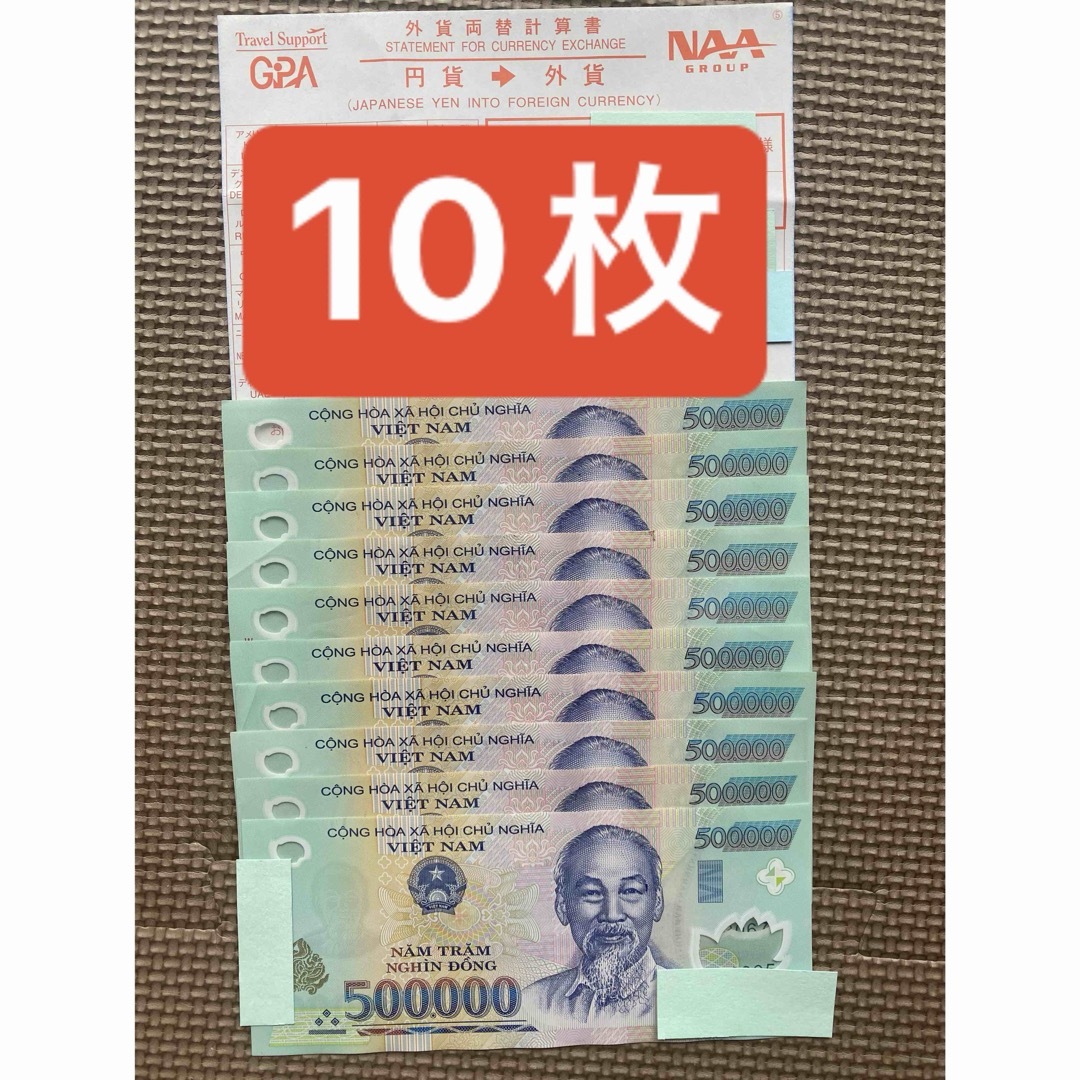 Travel Support
GPA
外貨両替計算書
STATEMENT FOR CURRENCY EXCHANGE
円貨 ➡ 外貨
(JAPANESE YEN INTO FOREIGN CURRENCY)
NAA
GROUP
⑤
様
10枚
CỘNG HÒA XÃ HỘI CHỦ NGHĨA
VIỆT NAM
500000
CỘNG HÒA XÃ HỘI CHỦ NGHĨA
VIỆT NAM
500000
CỘNG HÒA XÃ HỘI CHỦ NGHĨA
VIỆT NAM
500000
CỘNG HÒA XÃ HỘI CHỦ NGHĨA
VIỆT NAM
500000
CỘNG HÒA XÃ HỘI CHỦ NGHĨA
VIỆT NAM
500000
CỘNG HÒA XÃ HỘI CHỦ NGHĨA
VIỆT NAM
500000
CỘNG HÒA XÃ HỘI CHỦ NGHĨA
VIỆT NAM
500000
CỘNG HÒA XÃ HỘI CHỦ NGHĨA
VIỆT NAM
500000
CỘNG HÒA XÃ HỘI CHỦ NGHĨA
VIỆT NAM
500000
CỘNG HÒA XÃ HỘI CHỦ NGHĨA
VIỆT NAM
500000
NĂM TRĂM
NGHÌN ĐỒNG
500.000